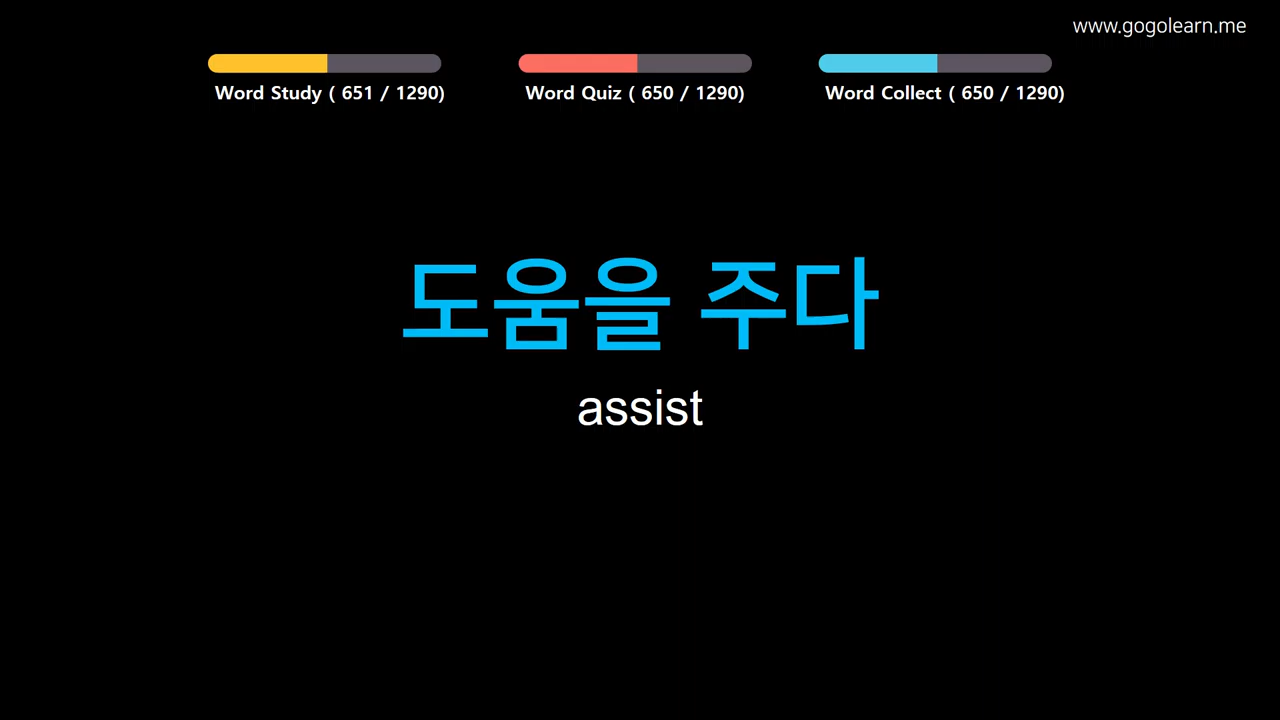 www.gogolearn.me
Word Study ( 651 / 1290)
Word Quiz ( 650 / 1290)
Word Collect ( 650 / 1290)
도움을 주다
assist